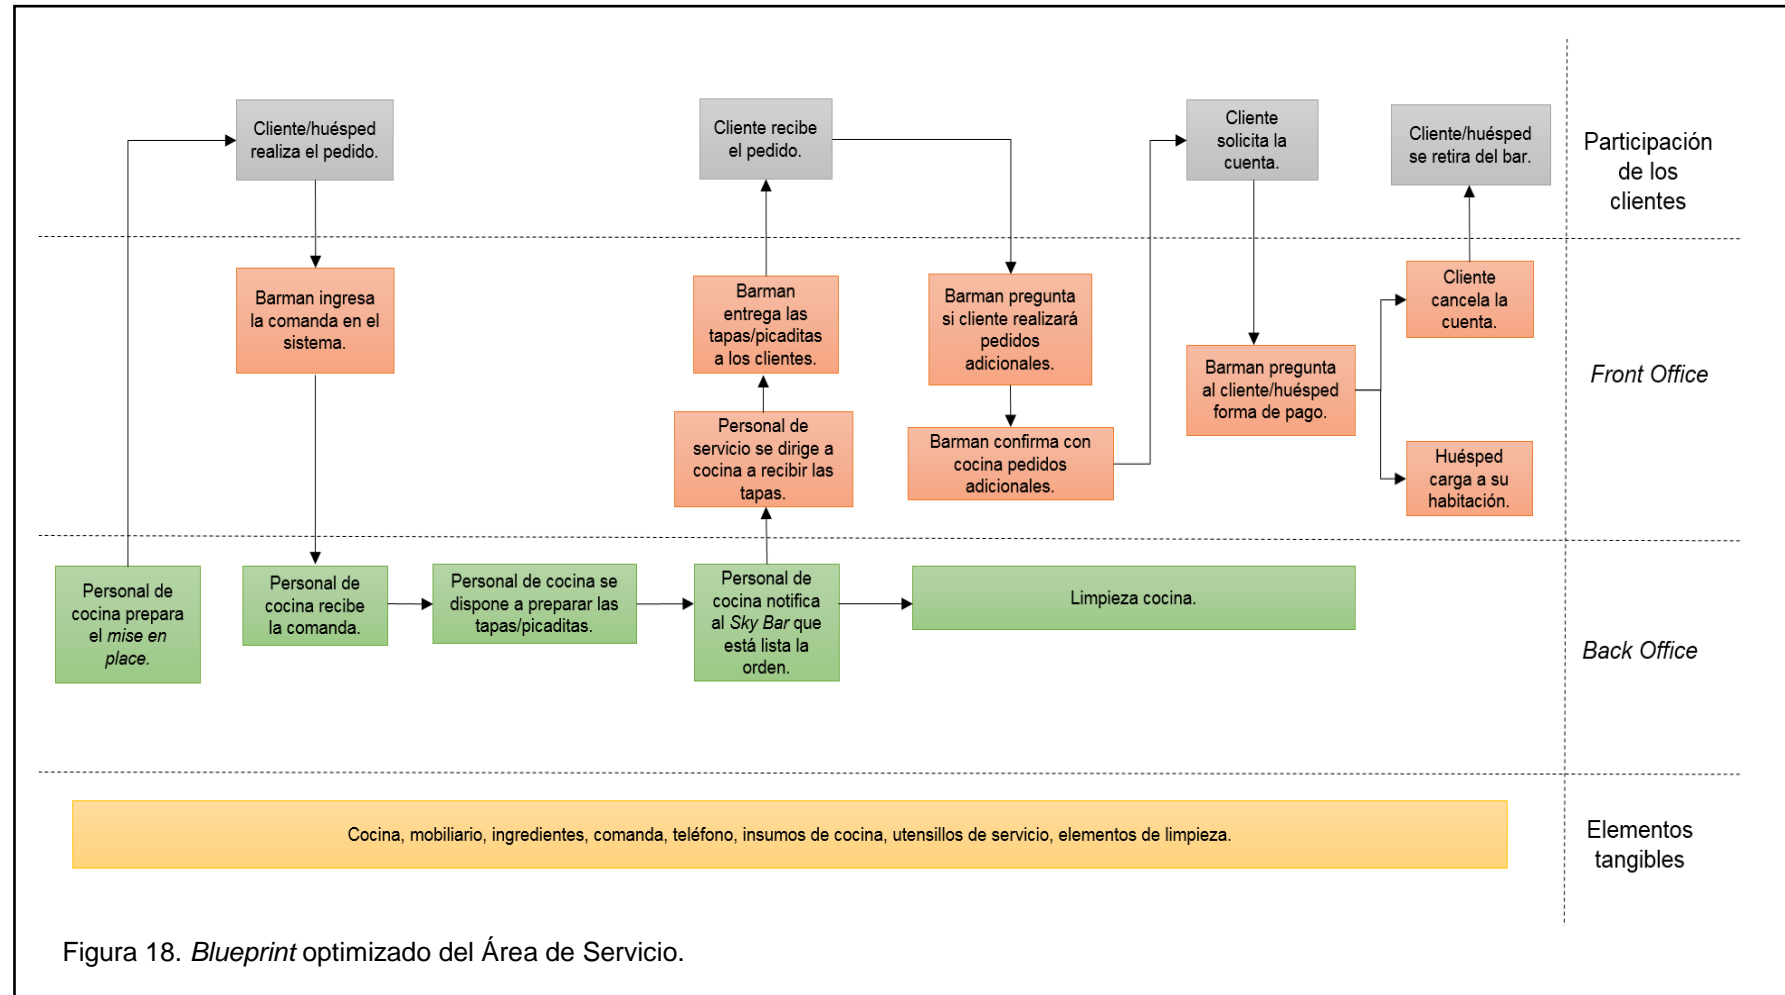 Cliente/huésped
realiza el pedido.
Cliente recibe
el pedido.
Cliente
solicita la
cuenta.
Cliente/huésped
se retira del bar.
Participación
de los
clientes
Barman ingresa
la comanda en el
sistema.
Barman
entrega las
tapas/picaditas
a los clientes.
Personal de
servicio se dirige a
cocina a recibir las
tapas.
Barman pregunta
si cliente realizará
pedidos
adicionales.
Barman confirma con
cocina pedidos
adicionales.
Barman pregunta
al cliente/huésped
forma de pago.
Cliente
cancela la
cuenta.
Huésped
carga a su
habitación.
Front Office
Personal de
cocina prepara
el mise en
place.
Personal de
cocina recibe
la comanda.
Personal de cocina se
dispone a preparar las
tapas/picaditas.
Personal de
cocina notifica
al Sky Bar que
está lista la
orden.
Limpieza cocina.
Back Office
Cocina, mobiliario, ingredientes, comanda, teléfono, insumos de cocina, utensillos de servicio, elementos de limpieza.
Elementos
tangibles
Figura 18. Blueprint optimizado del Área de Servicio.